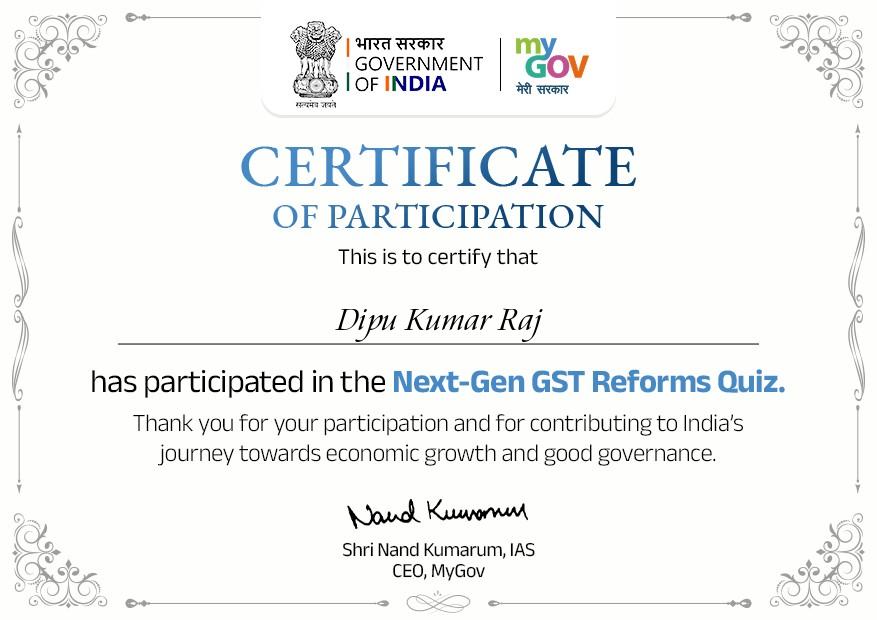 भारत सरकार
GOVERNMENT
OF INDIA
सत्यमेव जयते
my
GOV
मेरी सरकार
CERTIFICATE
OF PARTICIPATION
This is to certify that
Dipu Kumar Raj
has participated in the Next-Gen GST Reforms Quiz.
Thank you for your participation and for contributing to India's
journey towards economic growth and good governance.
Nand Kumarum
Shri Nand Kumarum, IAS
CEO, MyGov